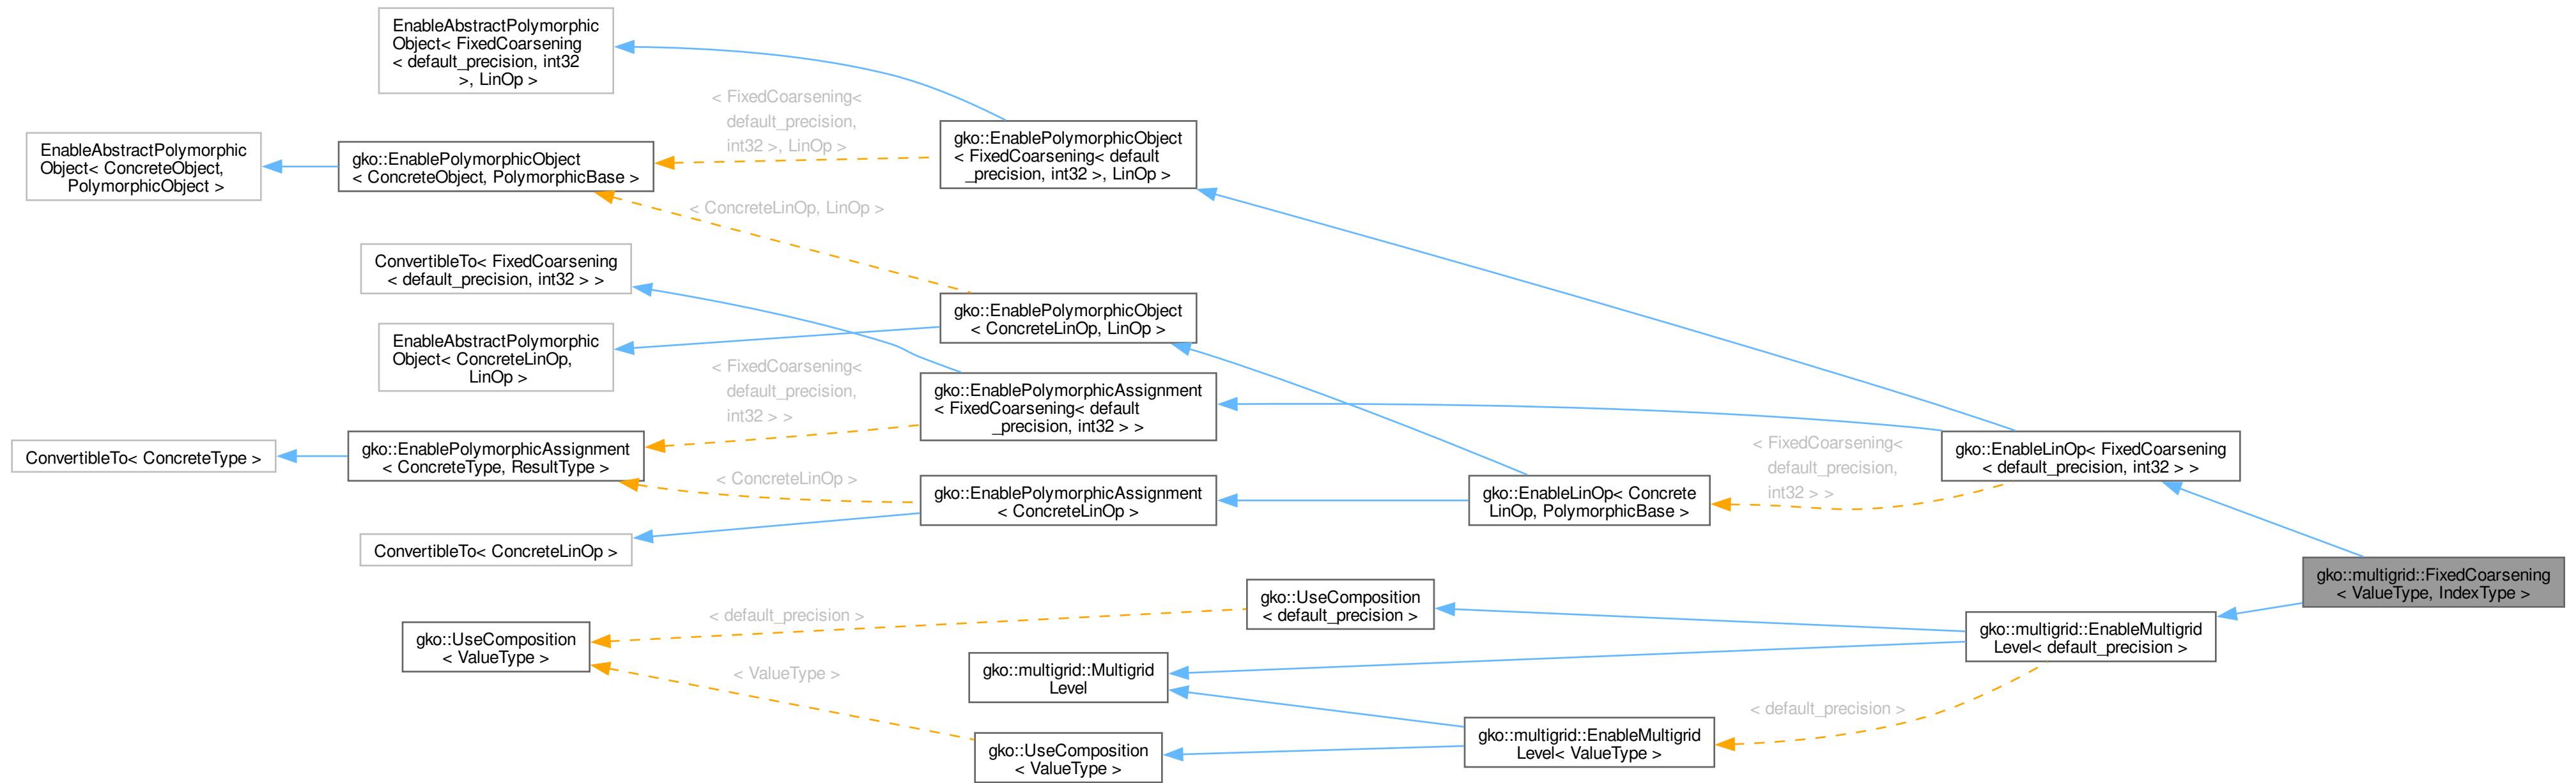 EnableAbstractPolymorphic
Object< FixedCoarsening
< default_precision, int32
>, LinOp >
EnableAbstractPolymorphic
Object< ConcreteObject,
PolymorphicObject >
gko::EnablePolymorphicObject
< ConcreteObject, PolymorphicBase >
< FixedCoarsening<
default_precision,
int32 >, LinOp >
gko::EnablePolymorphicObject
< FixedCoarsening< default
_precision, int32 >, LinOp >
< ConcreteLinOp, LinOp >
ConvertibleTo< FixedCoarsening
< default_precision, int32 > >
gko::EnablePolymorphicObject
< ConcreteLinOp, LinOp >
EnableAbstractPolymorphic
Object< ConcreteLinOp,
LinOp >
< FixedCoarsening<
default_precision,
int32 > >
gko::EnablePolymorphicAssignment
< FixedCoarsening< default
_precision, int32 > >
ConvertibleTo< ConcreteType >
gko::EnablePolymorphicAssignment
< ConcreteType, ResultType >
< ConcreteLinOp >
gko::EnablePolymorphicAssignment
< ConcreteLinOp >
gko::EnableLinOp< Concrete
LinOp, PolymorphicBase >
< FixedCoarsening<
default_precision,
int32 > >
gko::EnableLinOp< FixedCoarsening
< default_precision, int32 > >
ConvertibleTo< ConcreteLinOp >
gko::multigrid::FixedCoarsening
< ValueType, IndexType >
gko::UseComposition
< ValueType >
< default_precision >
gko::UseComposition
< default_precision >
gko::multigrid::EnableMultigrid
Level< default_precision >
gko::multigrid::Multigrid
Level
< ValueType >
gko::UseComposition
< ValueType >
gko::multigrid::EnableMultigrid
Level< ValueType >
< default_precision >